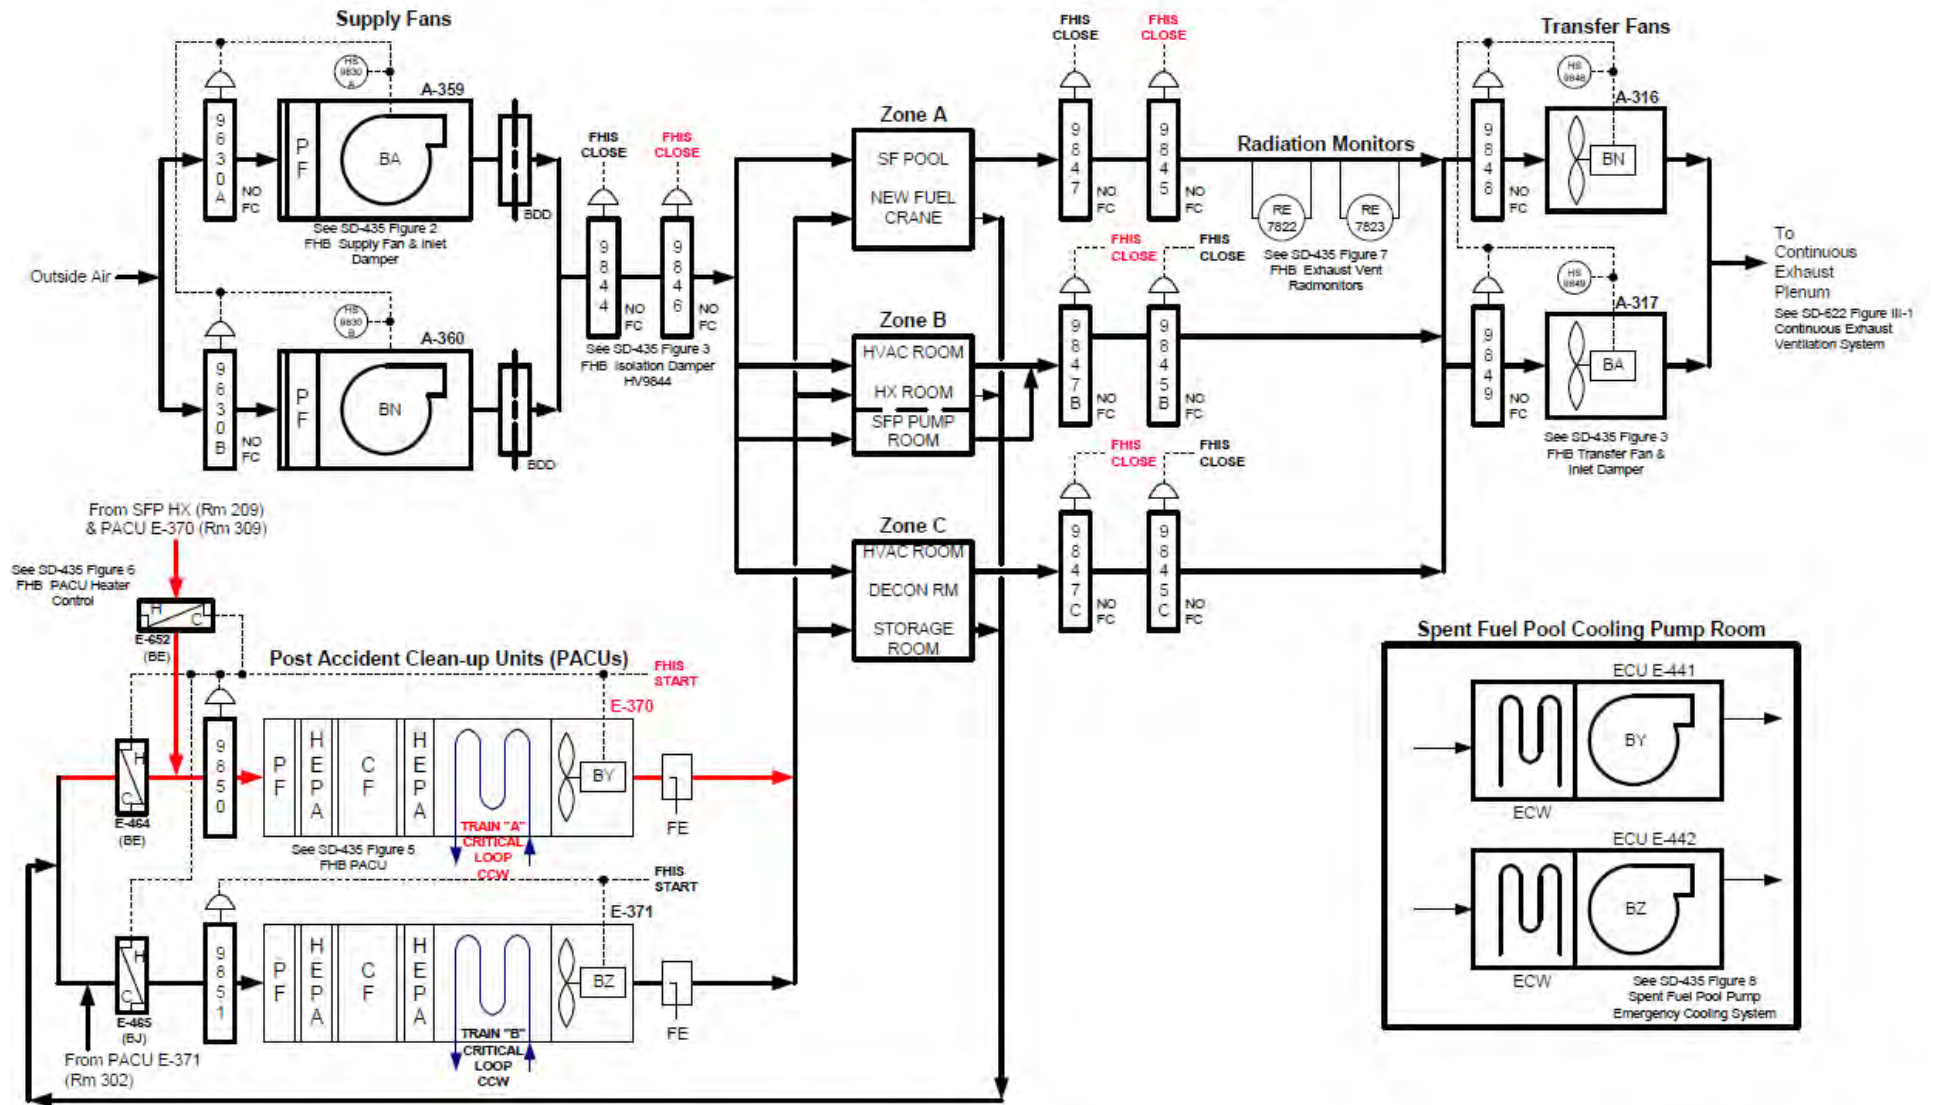 Supply Fans
HS
9830
A
A-359
9830A
NO
FC
PF
BA
BDD
See SD-435 Figure 2
FHB Supply Fan & Inlet
Damper
Outside Air
HS
9830
B
A-360
9830B
NO
FC
PF
BN
BDD
FHIS
CLOSE
FHIS
CLOSE
9844
NO
FC
9846
NO
FC
See SD-435 Figure 3
FHB Isolation Damper
HV9844
Zone A
SF POOL
NEW FUEL
CRANE
Zone B
HVAC ROOM
HX ROOM
SFP PUMP
ROOM
Zone C
HVAC ROOM
DECON RM
STORAGE
ROOM
FHIS
CLOSE
FHIS
CLOSE
9847
NO
FC
9845
NO
FC
Radiation Monitors
RE
7822
RE
7823
See SD-435 Figure 7
FHB Exhaust Vent
Radmonitors
FHIS
CLOSE
FHIS
CLOSE
9847B
NO
FC
9845B
NO
FC
FHIS
CLOSE
FHIS
CLOSE
9847C
NO
FC
9845C
NO
FC
Transfer Fans
HS
9848
A-316
9848
NO
FC
BN
HS
9849
A-317
9849
NO
FC
BA
See SD-435 Figure 3
FHB Transfer Fan &
Inlet Damper
To
Continuous
Exhaust
Plenum
See SD-622 Figure III-1
Continuous Exhaust
Ventilation System
From SFP HX (Rm 209)
& PACU E-370 (Rm 309)
See SD-435 Figure 6
FHB PACU Heater
Control
H
C
E-652
(BE)
Post Accident Clean-up Units (PACUs)
FHIS
START
E-370
H
C
E-464
(BE)
9850
PF
HEPA
CF
HEPA
BY
FE
TRAIN "A"
CRITICAL
LOOP
CCW
See SD-435 Figure 5
FHB PACU
FHIS
START
E-371
H
C
E-465
(BJ)
9851
PF
HEPA
CF
HEPA
BZ
FE
TRAIN "B"
CRITICAL
LOOP
CCW
From PACU E-371
(Rm 302)
Spent Fuel Pool Cooling Pump Room
ECU E-441
BY
ECW
ECU E-442
BZ
ECW
See SD-435 Figure 8
Spent Fuel Pool Pump
Emergency Cooling System